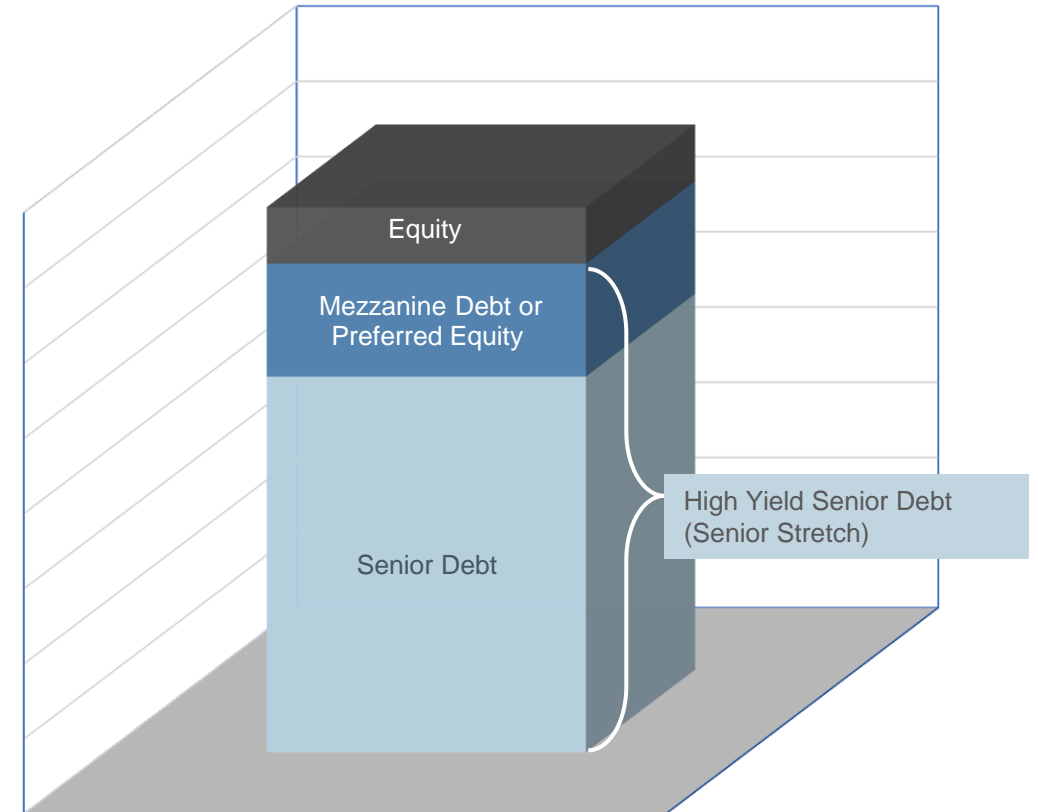 Equity
Mezzanine Debt or
Preferred Equity
High Yield Senior Debt
(Senior Stretch)
Senior Debt